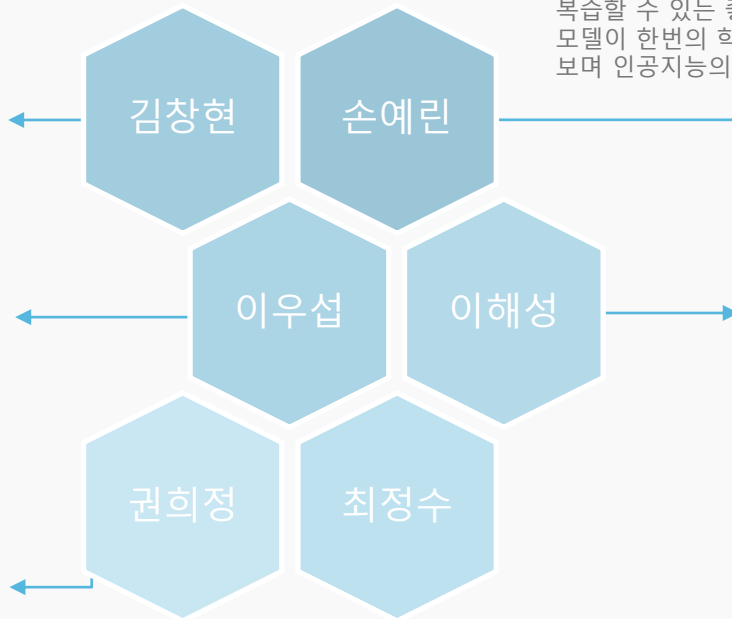 복습할 수 있는
모델이 한번의
보며 인공지능의
김창현
손예린
이우섭
이해성
권희정
최정수